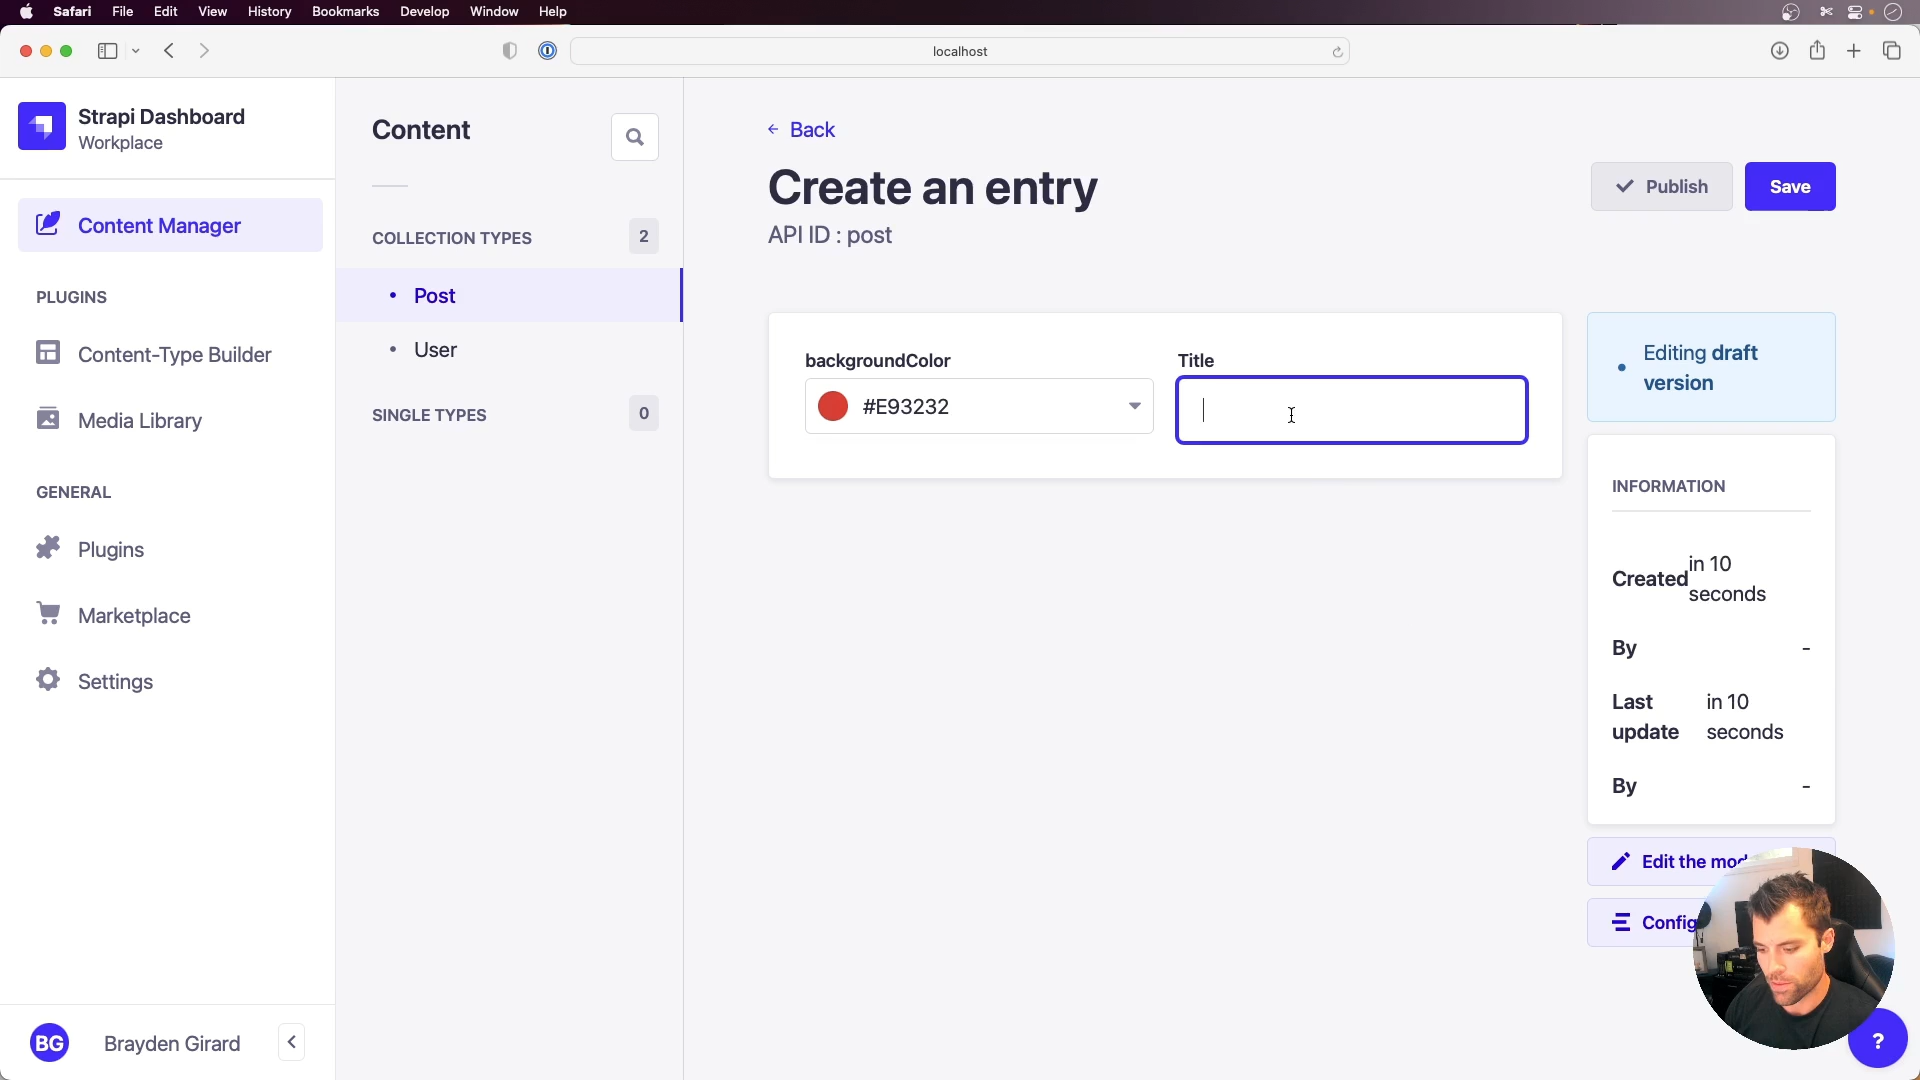 Safari File Edit View History Bookmarks Develop Window Help
localhost
Strapi Dashboard
Workplace
Content Manager
PLUGINS
Content-Type Builder
Media Library
GENERAL
Plugins
Marketplace
Settings
BG Brayden Girard
Content
COLLECTION TYPES 2
Post
User
SINGLE TYPES 0
Back
Create an entry
API ID : post
Publish
Save
backgroundColor
#E93232
Title
Editing draft
version
INFORMATION
Created in 10
seconds
By -
Last in 10
update seconds
By -
Edit the mod
Config
?